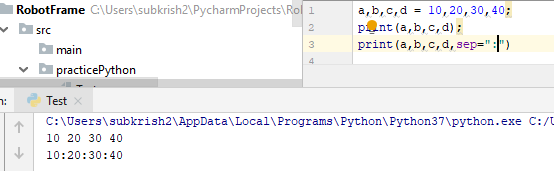 RobotFrame C:\Users\subkrish2\PycharmProjects\Ro
src
main
practicePython
1 a,b,c,d = 10,20,30,40;
2 print(a,b,c,d);
3 print(a,b,c,d,sep=":")
4
n: Test
C:\Users\subkrish2\AppData\Local\Programs\Python\Python37\python.exe C:/U
10 20 30 40
10:20:30:40